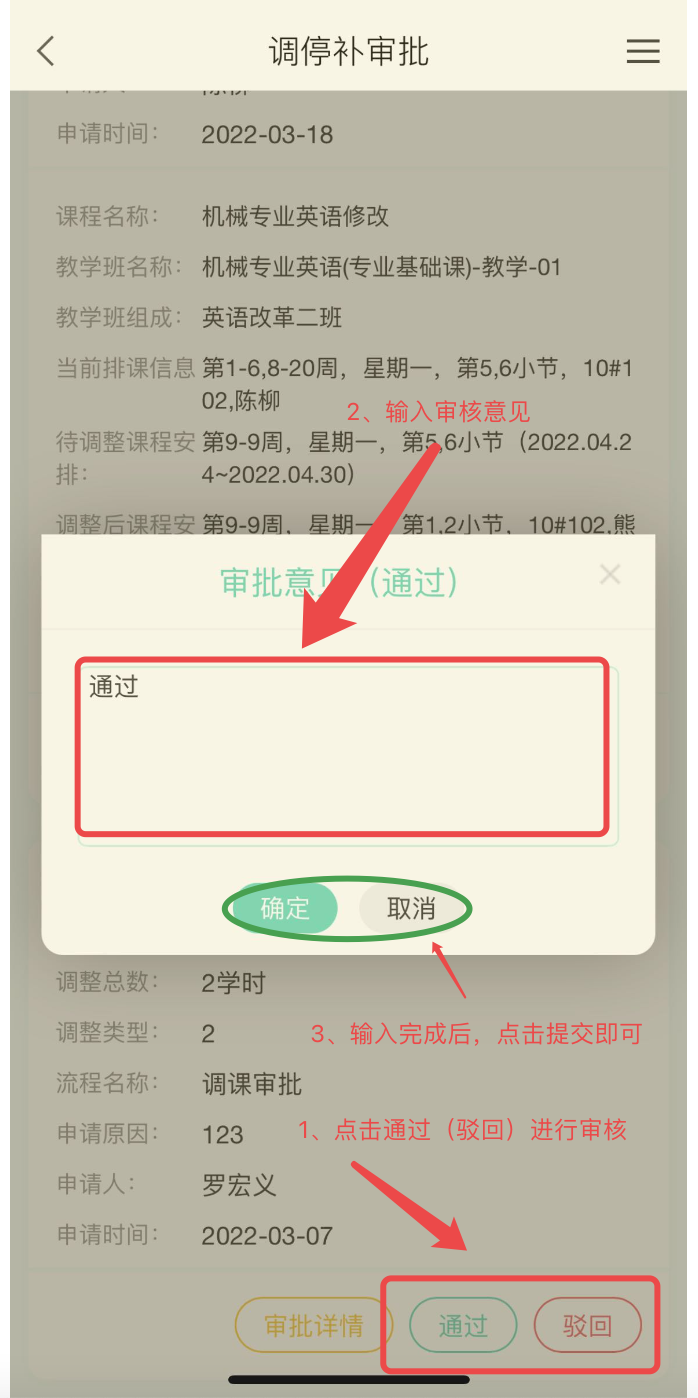 调停补审批
申请时间： 2022-03-18
课程名称： 机械专业英语修改
教学班名称： 机械专业英语(专业基础课)-教学-01
教学班组成： 英语改革二班
当前排课信息 第1-6,8-20周，星期一，第5,6小节，10#1
02,陈柳
2、输入审核意见
待调整课程安 第9-9周，星期一，第5,6小节（2022.04.2
排： 4~2022.04.30）
调整后课程安 第9-9周，星期一，第1,2小节，10#102,熊
审批意见（通过）
通过
确定 取消
调整总数： 2学时
调整类型： 2
3、输入完成后，点击提交即可
流程名称： 调课审批
申请原因： 123
1、点击通过（驳回）进行审核
申请人： 罗宏义
申请时间： 2022-03-07
审批详情 通过 驳回